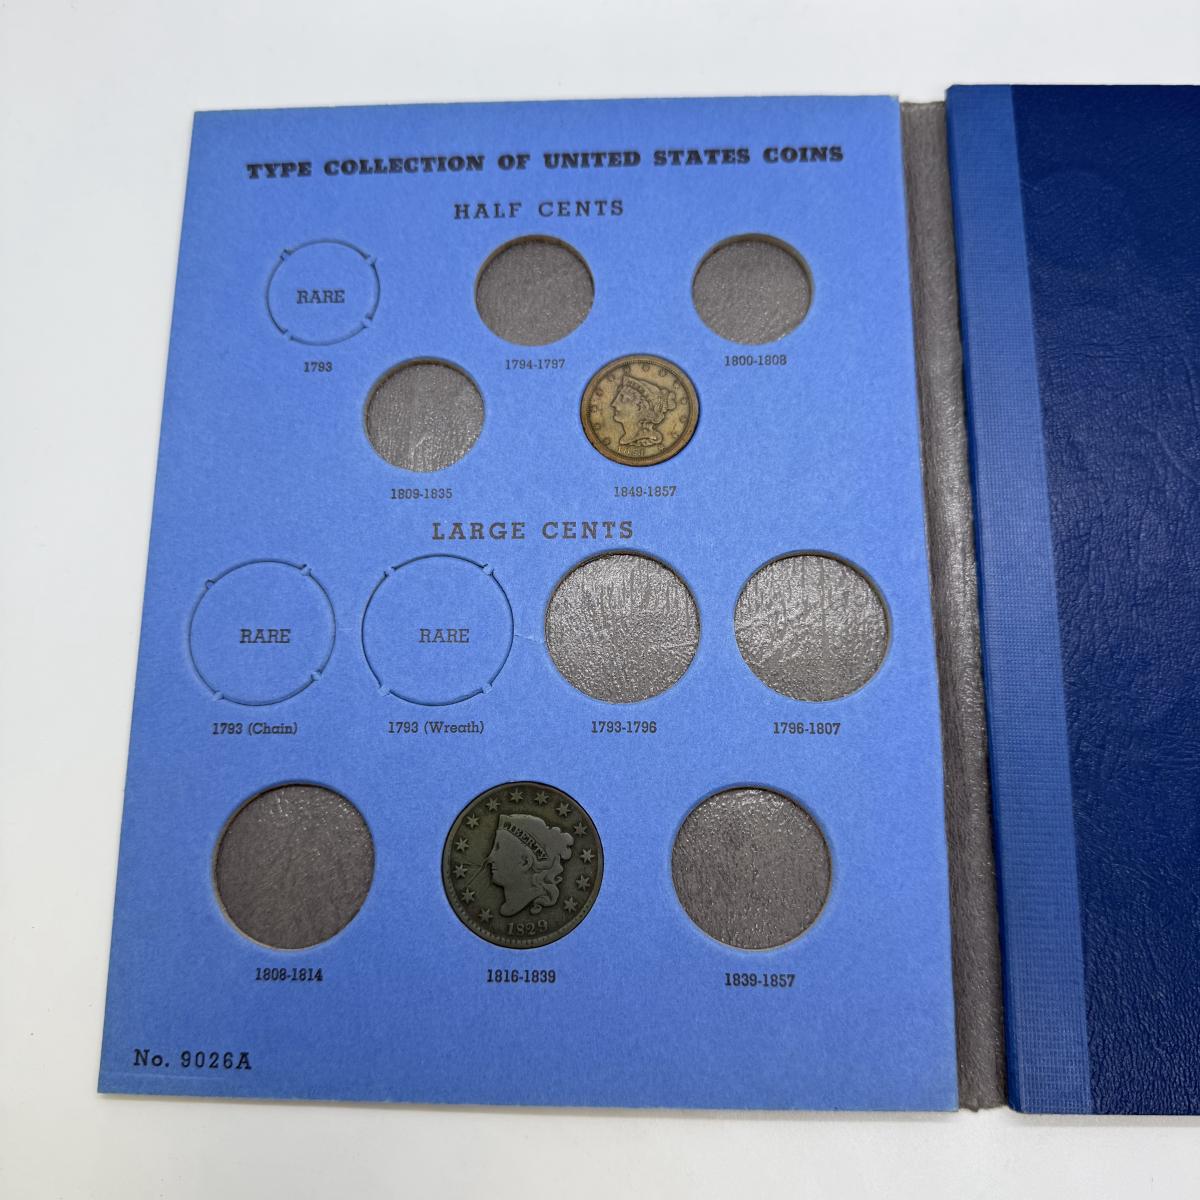 TYPE COLLECTION OF UNITED STATES COINS
HALF CENTS
RARE
1793
1794-1797
1800-1808
1809-1835
1849-1857
LARGE CENTS
RARE
RARE
1793 (Chain)
1793 (Wreath)
1793-1796
1796-1807
LIBERTY
1829
1808-1814
1816-1839
1839-1857
No. 9026A